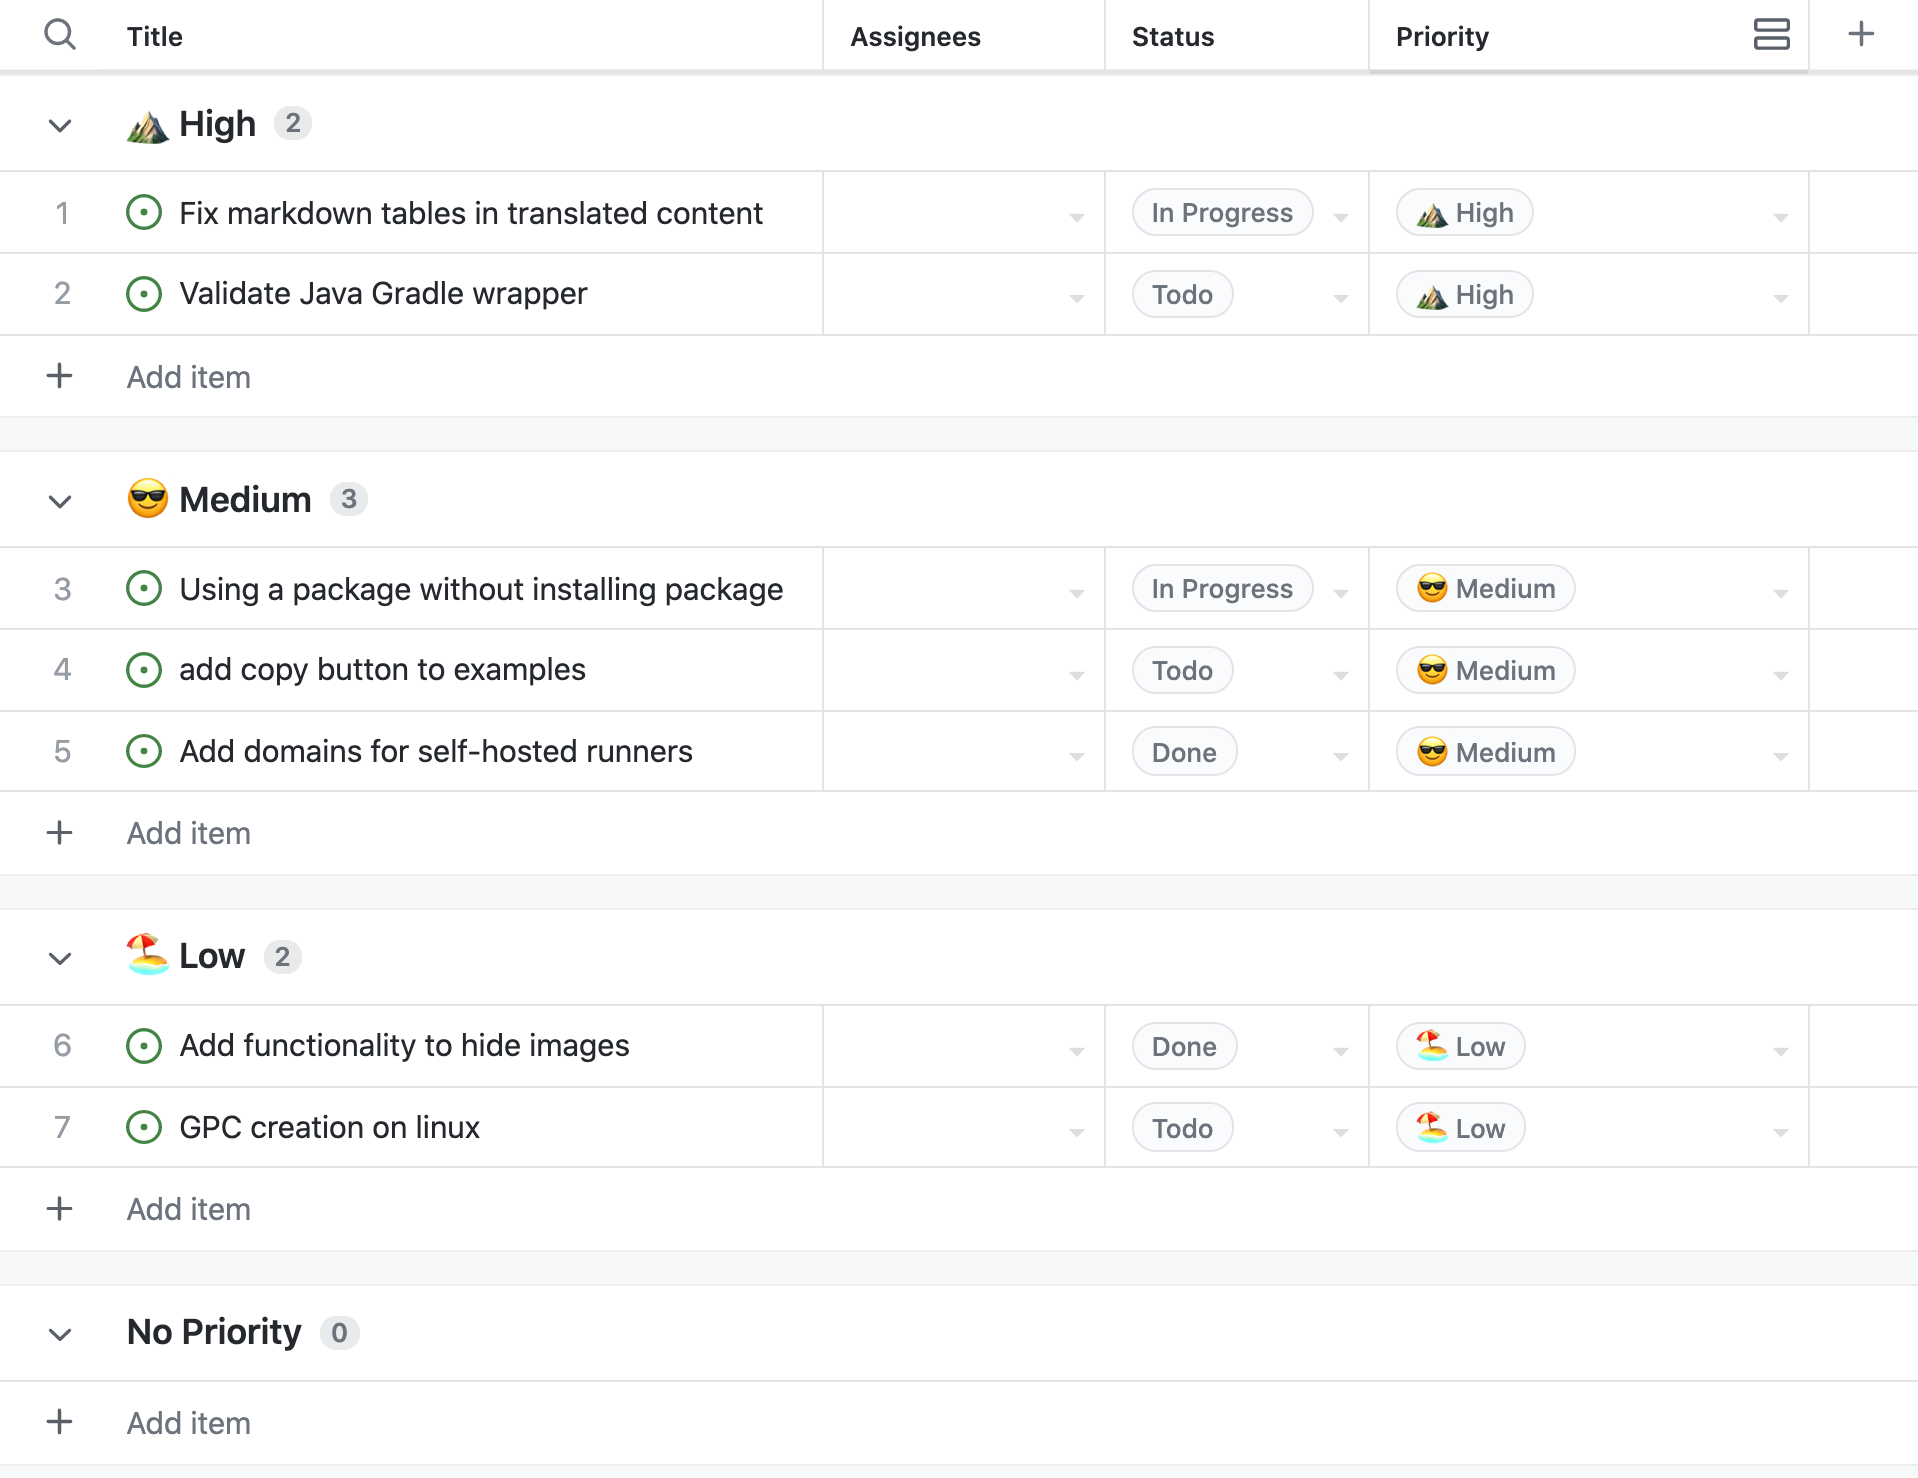 Title Assignees Status Priority
High 2
1 Fix markdown tables in translated content In Progress High
2 Validate Java Gradle wrapper Todo High
Add item
Medium 3
3 Using a package without installing package In Progress Medium
4 add copy button to examples Todo Medium
5 Add domains for self-hosted runners Done Medium
Add item
Low 2
6 Add functionality to hide images Done Low
7 GPC creation on linux Todo Low
Add item
No Priority 0
Add item